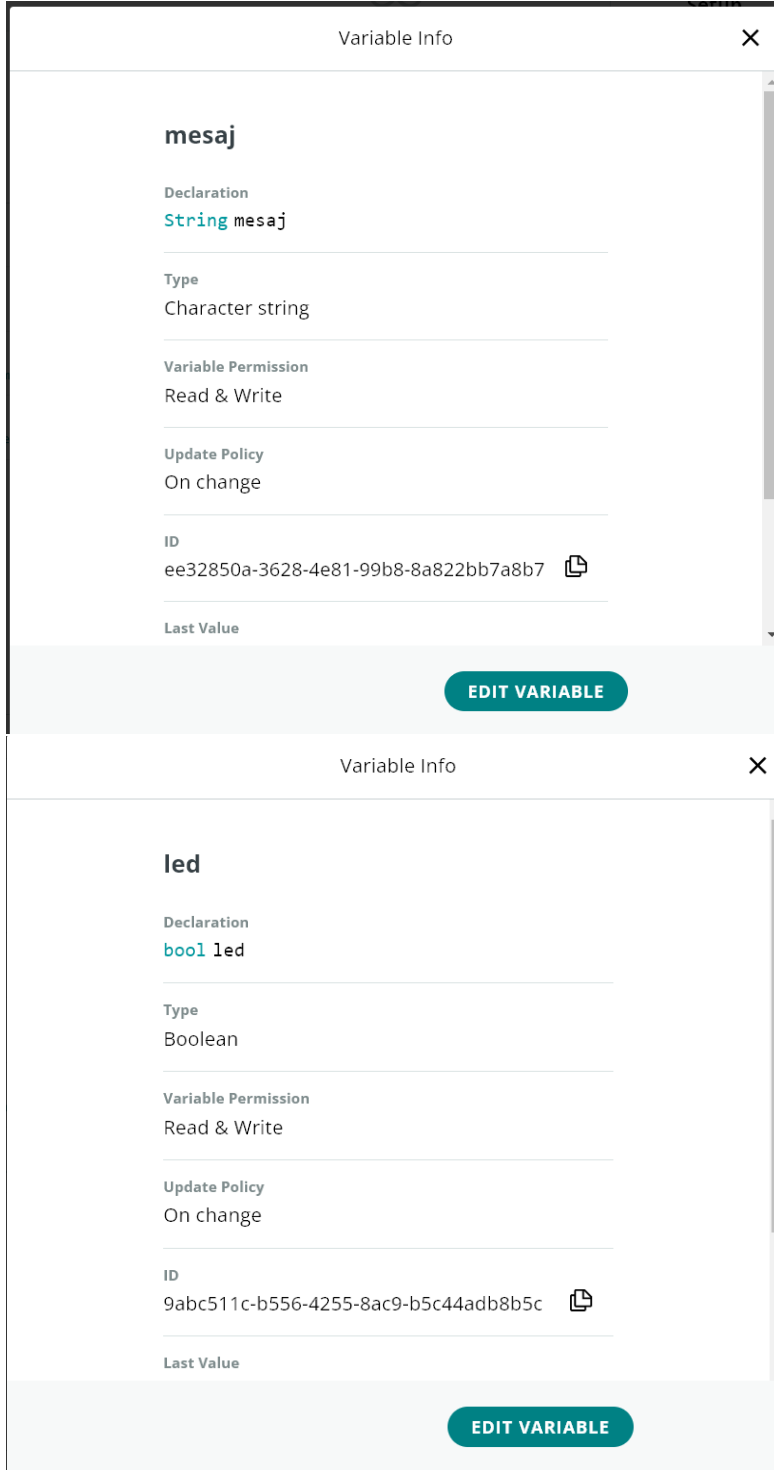 Variable Info
mesaj
Declaration
String mesaj
Type
Character string
Variable Permission
Read & Write
Update Policy
On change
ID
ee32850a-3628-4e81-99b8-8a822bb7a8b7
Last Value
EDIT VARIABLE
Variable Info
led
Declaration
bool led
Type
Boolean
Variable Permission
Read & Write
Update Policy
On change
ID
9abc511c-b556-4255-8ac9-b5c44adb8b5c
Last Value
EDIT VARIABLE